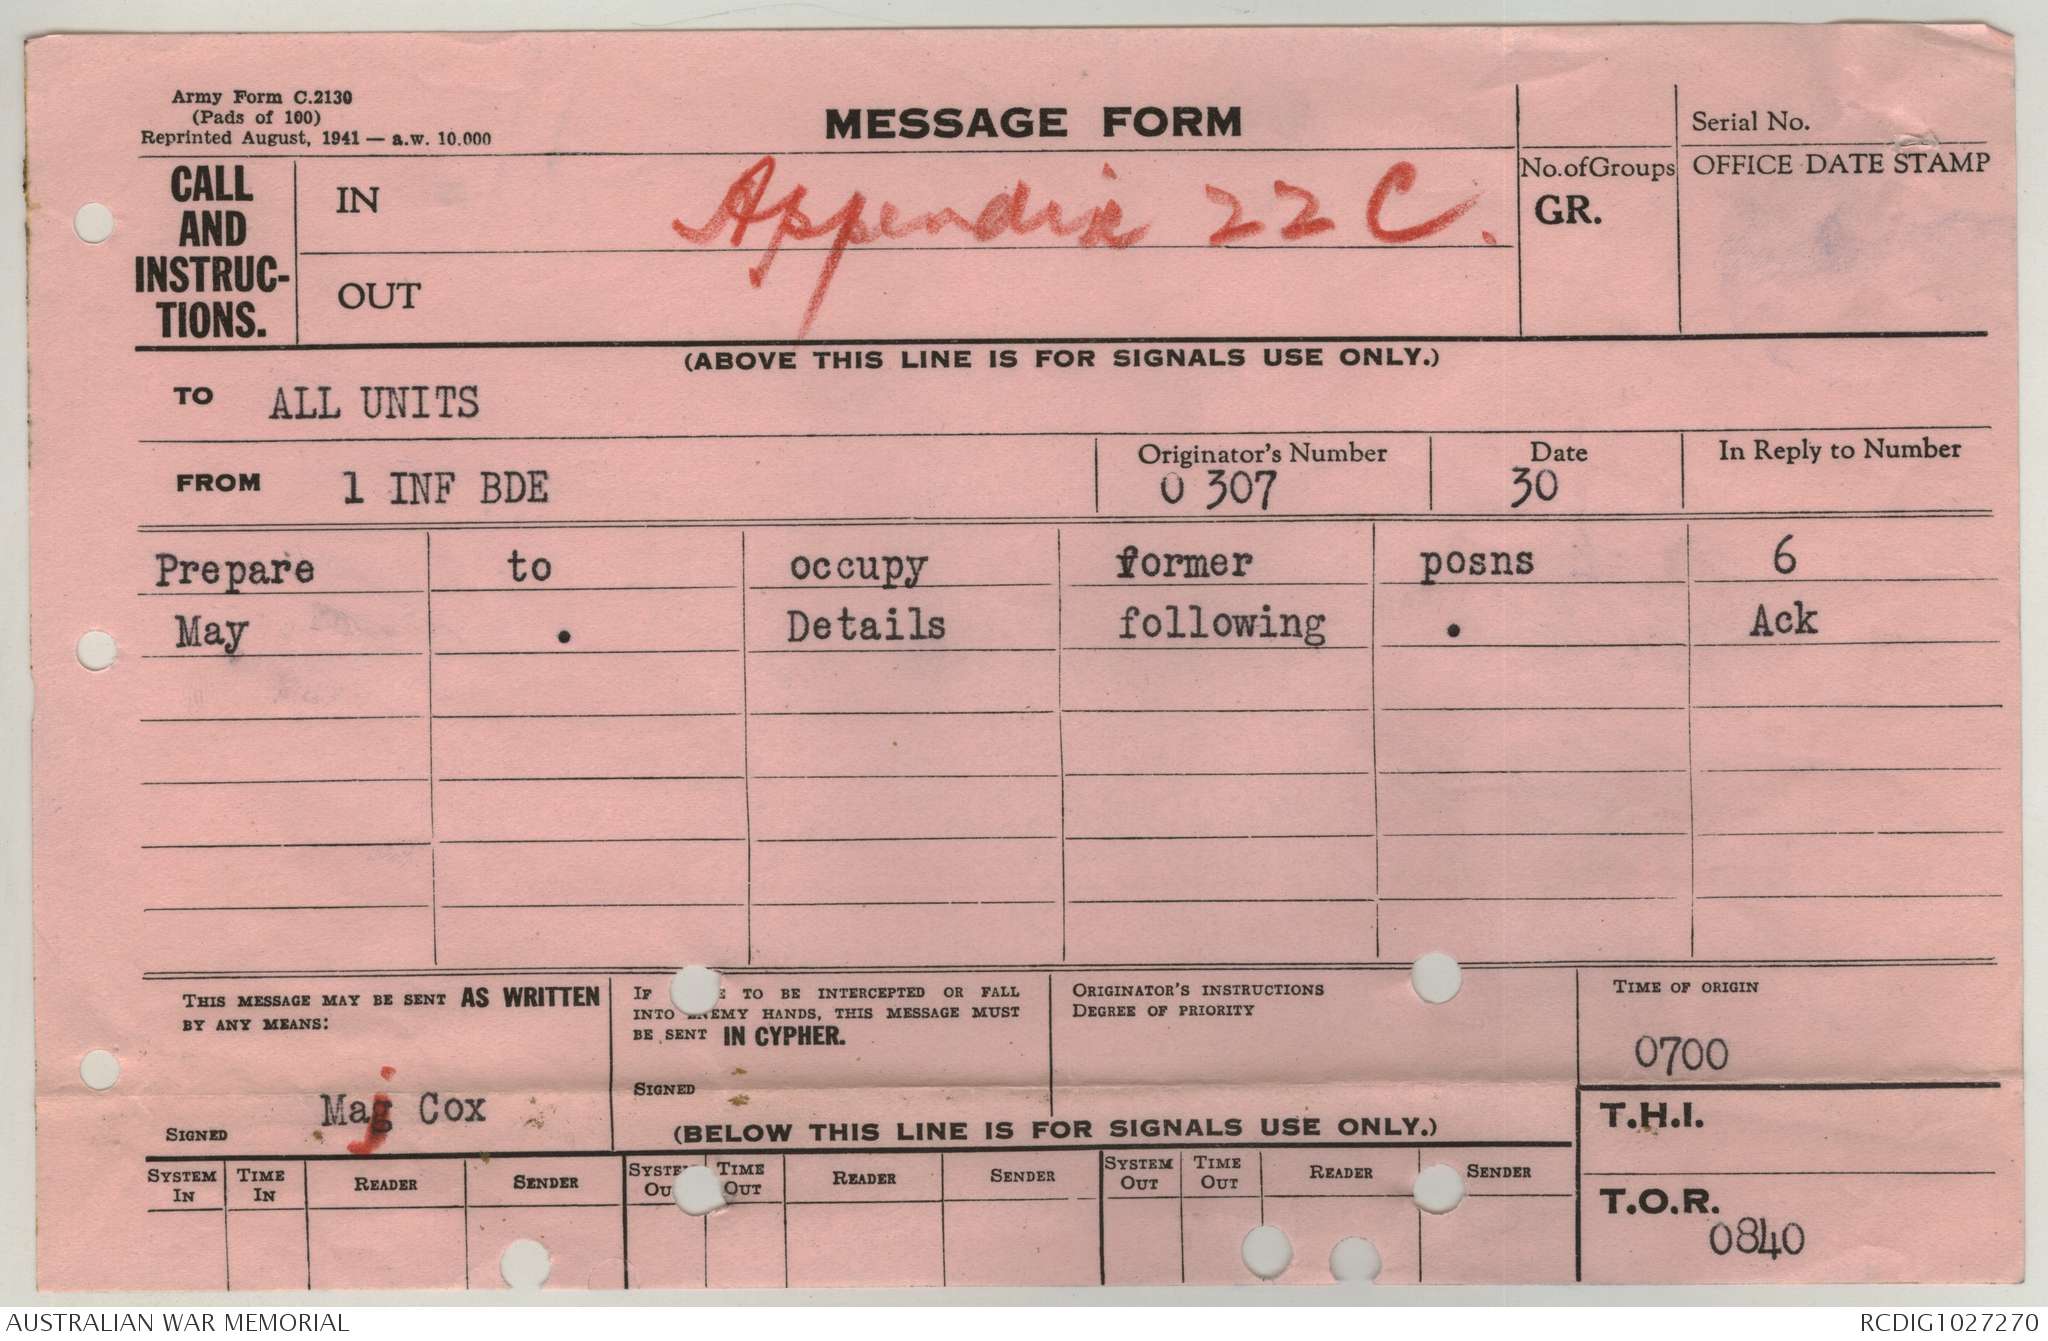 Army Form C.2130
(Pads of 100)
Reprinted August, 1941 — a.w. 10.000
MESSAGE FORM
Serial No.
CALL AND INSTRUC-TIONS.
IN
Appendix 22 C.
No. of Groups
GR.
OFFICE DATE STAMP
OUT
(ABOVE THIS LINE IS FOR SIGNALS USE ONLY.)
TO ALL UNITS
FROM 1 INF BDE
Originator's Number
0 307
Date
30
In Reply to Number
Prepare to occupy former posns 6
May . Details following . Ack
THIS MESSAGE MAY BE SENT AS WRITTEN
BY ANY MEANS:
Maj Cox
SIGNED
IF TO BE INTERCEPTED OR FALL
INTO ENEMY HANDS, THIS MESSAGE MUST
BE SENT IN CYPHER.
SIGNED
ORIGINATOR'S INSTRUCTIONS
DEGREE OF PRIORITY
TIME OF ORIGIN
0700
(BELOW THIS LINE IS FOR SIGNALS USE ONLY.)
T.H.I.
SYSTEM IN TIME IN READER SENDER SYSTEM OUT TIME OUT READER SENDER SYSTEM OUT TIME OUT READER SENDER
T.O.R.
0840
AUSTRALIAN WAR MEMORIAL
RCDIG1027270